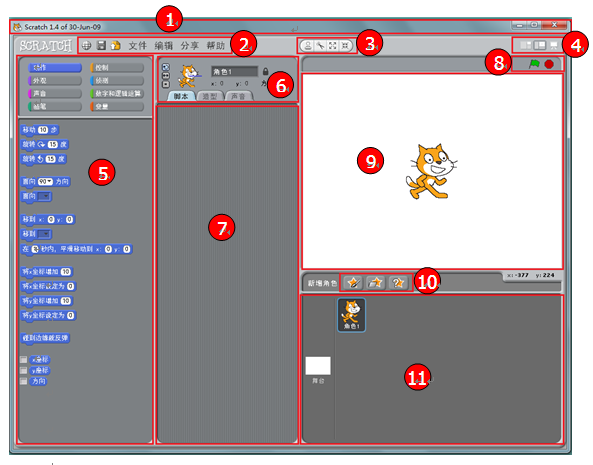 1
Scratch 1.4 of 30-Jun-09
SCRATCH 文件 编辑 分享 帮助 2 3 4
8
动作 控制
外观 侦测
声音 数字和逻辑运算
画笔 变量
角色1
x: 0 y: 0 方
6
脚本 造型 声音
移动 10 步
旋转 15 度
旋转 15 度
面向 90 方向
面向
移到 x: 0 y: 0
移到
在 秒内，平滑移动到 x: 0 y: 0
将x坐标增加 10
将x坐标设定为 0
将y坐标增加 10
将y坐标设定为 0
碰到边缘就反弹
x座标
y座标
方向
5
7
9
x: -377 y: 224
新增角色 10
角色1
舞台
11